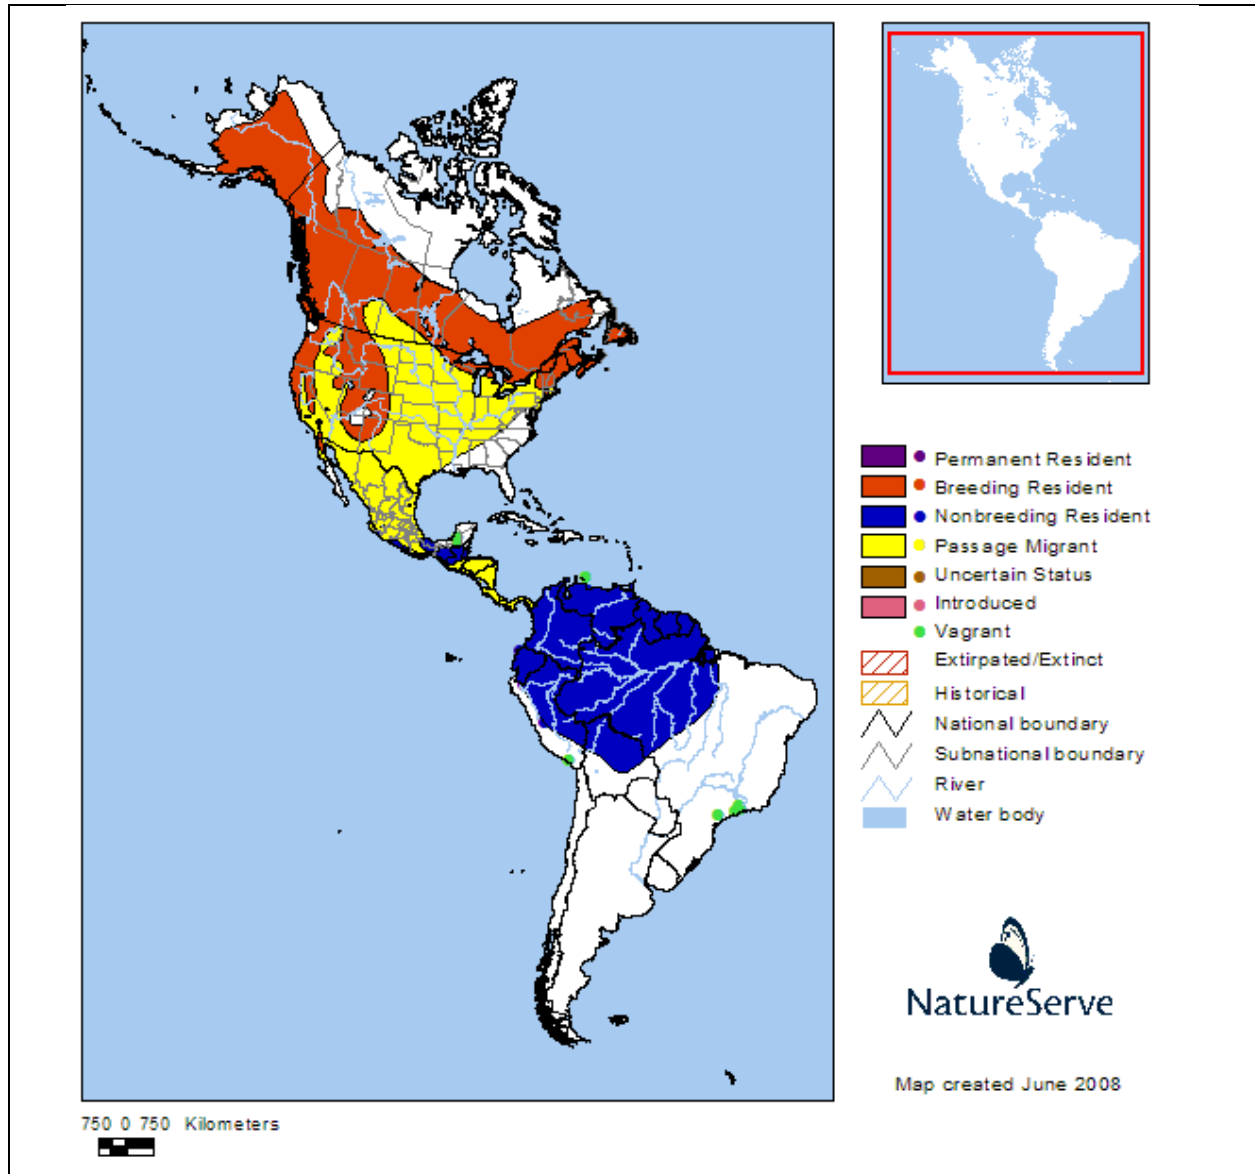 Permanent Resident
Breeding Resident
Nonbreeding Resident
Passage Migrant
Uncertain Status
Introduced
Vagrant
Extirpated/Extinct
Historical
National boundary
Subnational boundary
River
Water body
NatureServe
Map created June 2008
750 0 750 Kilometers